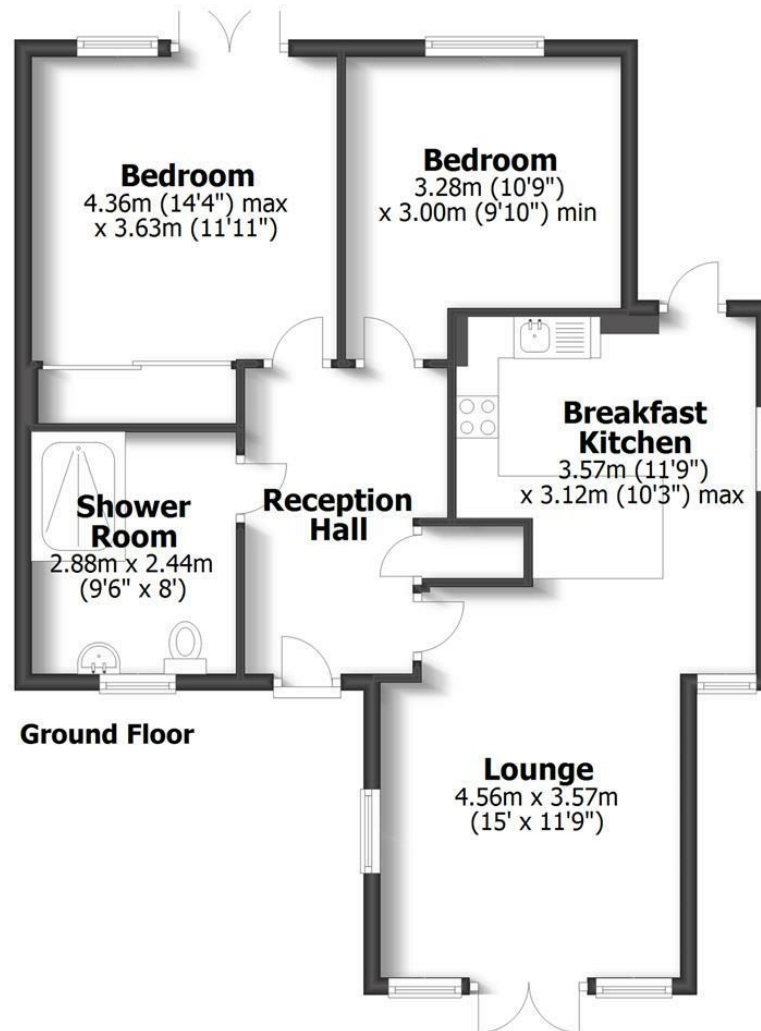 Bedroom
4.36m (14'4") max
x 3.63m (11'11")
Bedroom
3.28m (10'9")
x 3.00m (9'10") min
Breakfast
Kitchen
3.57m (11'9")
x 3.12m (10'3") max
Shower
Room
2.88m x 2.44m
(9'6" x 8')
Reception
Hall
Ground Floor
Lounge
4.56m x 3.57m
(15' x 11'9")